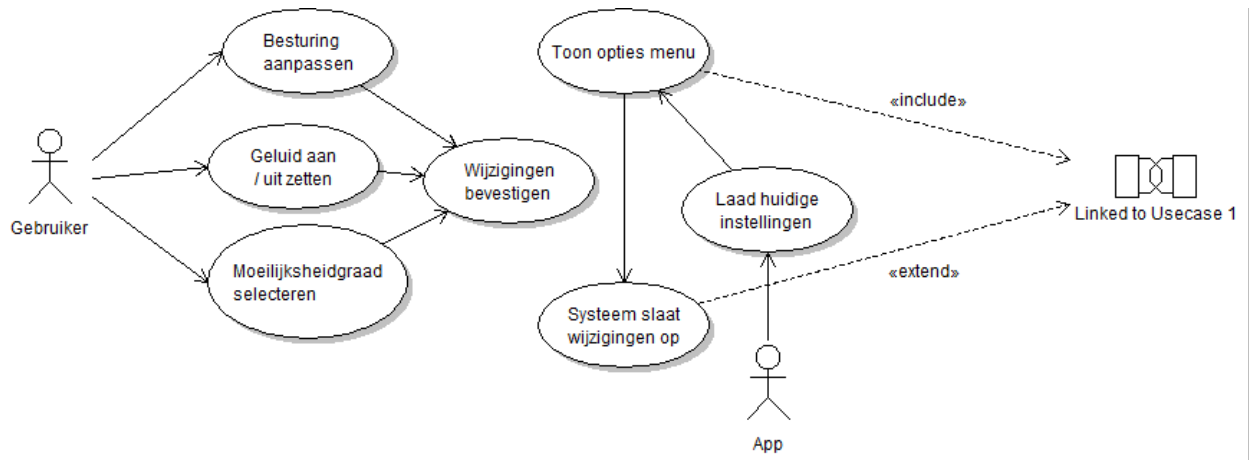 Besturing
aanpassen
Toon opties menu
«include»
Geluid aan
/ uit zetten
Wijzigingen
bevestigen
Laad huidige
instellingen
Gebruiker
Linked to Usecase 1
Moeilijksheidgraad
selecteren
«extend»
Systeem slaat
wijzigingen op
App